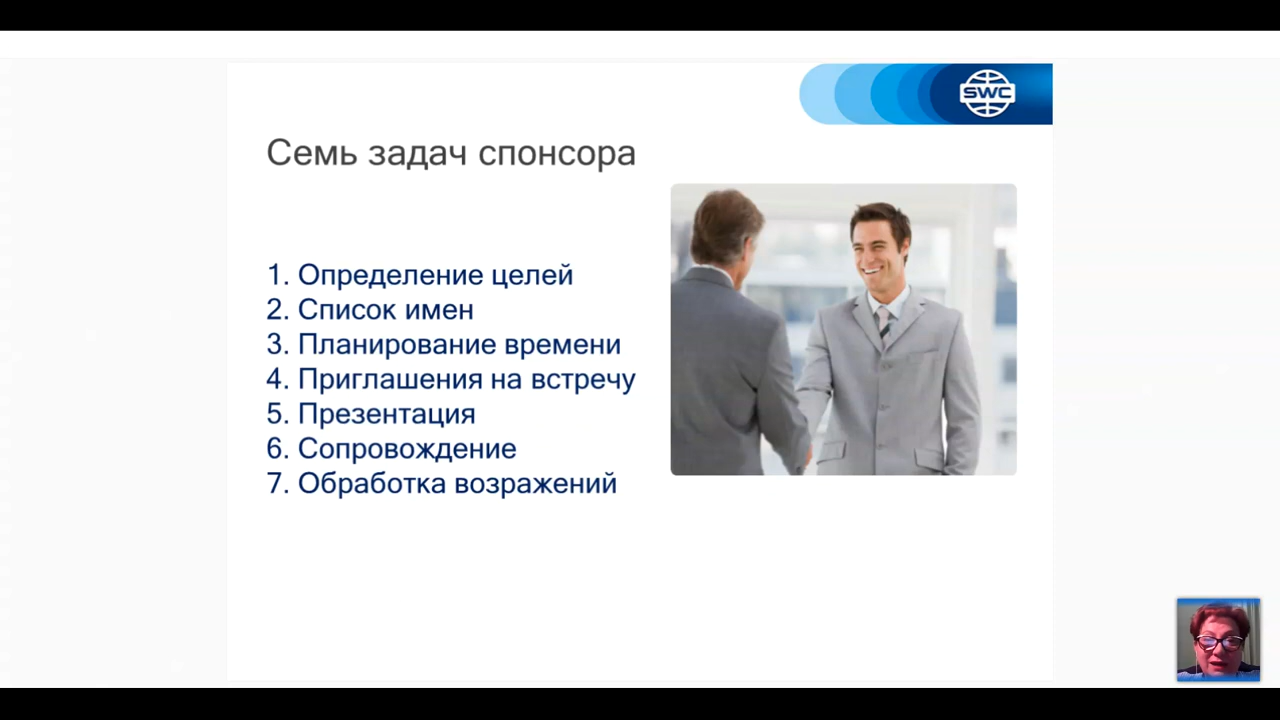 SWC
Семь задач спонсора
1. Определение целей
2. Список имен
3. Планирование времени
4. Приглашения на встречу
5. Презентация
6. Сопровождение
7. Обработка возражений